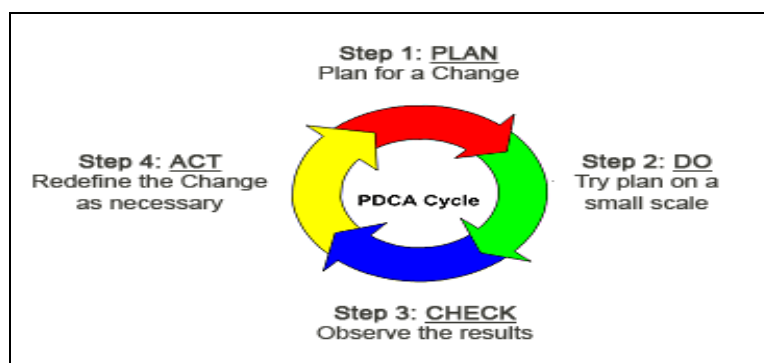 Step 1: PLAN
Plan for a Change
Step 4: ACT
Redefine the Change
as necessary
PDCA Cycle
Step 2: DO
Try plan on a
small scale
Step 3: CHECK
Observe the results